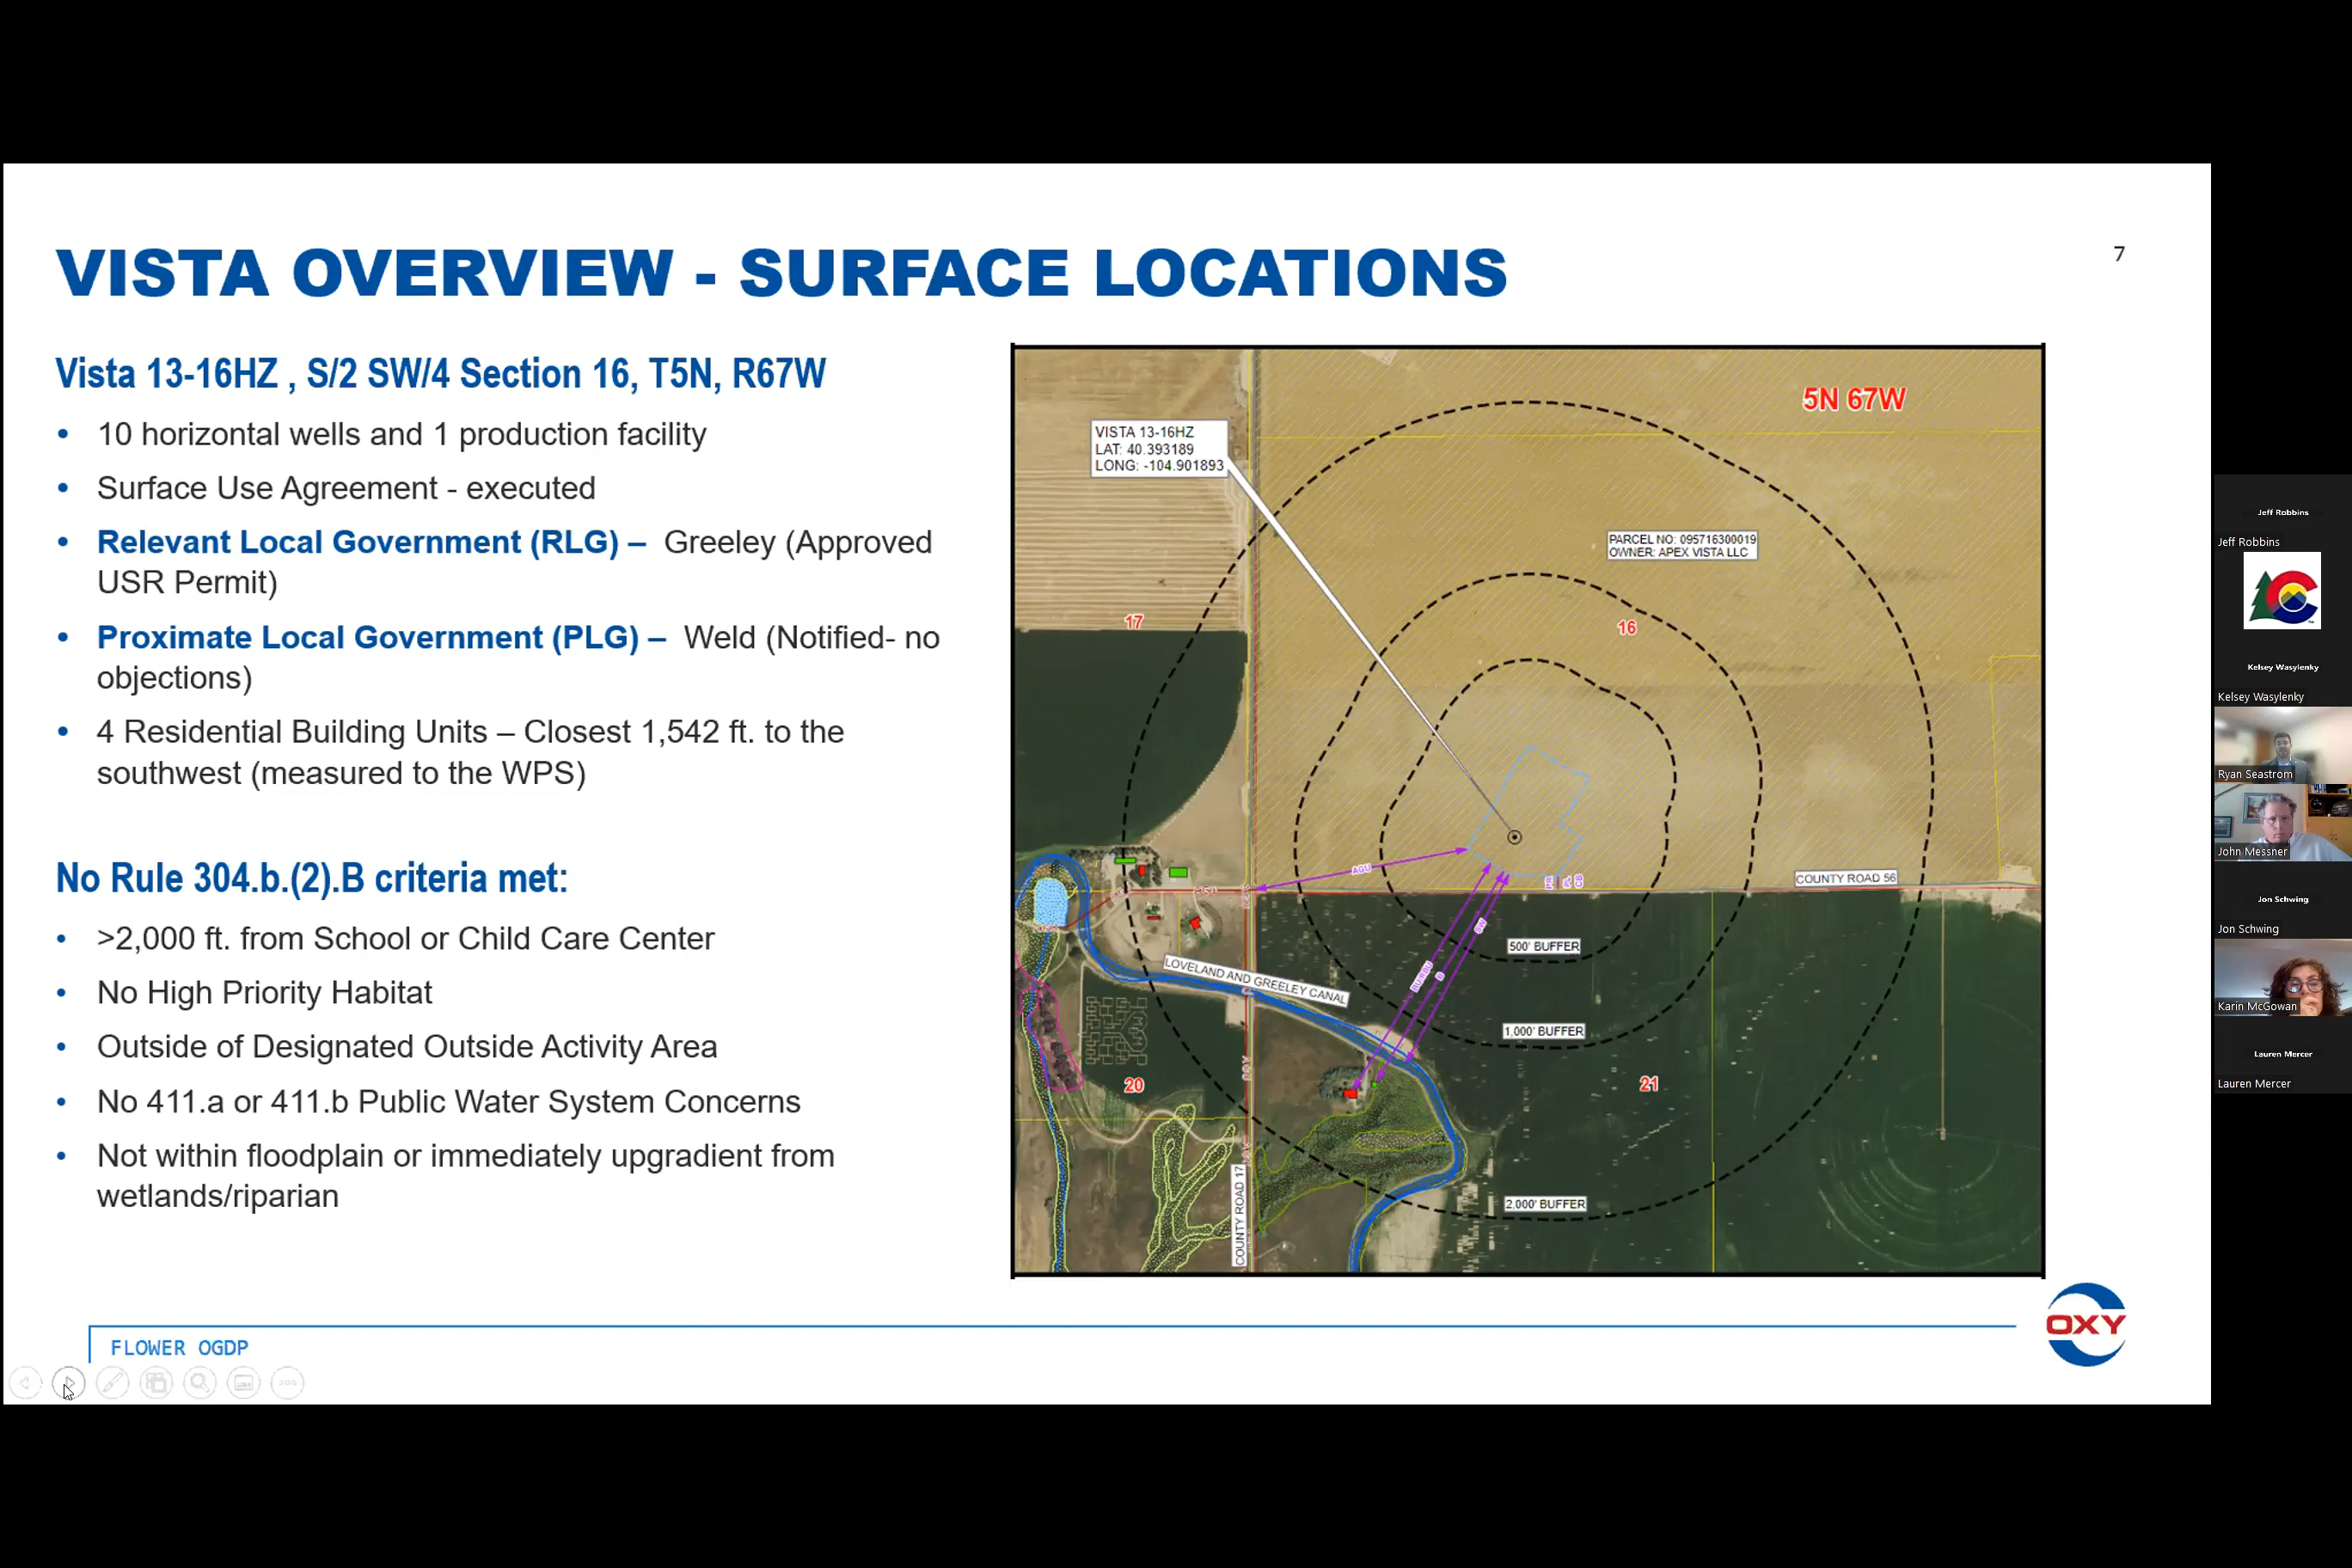 VISTA OVERVIEW - SURFACE LOCATIONS
7
Vista 13-16HZ , S/2 SW/4 Section 16, T5N, R67W
• 10 horizontal wells and 1 production facility
• Surface Use Agreement - executed
• Relevant Local Government (RLG) – Greeley (Approved
USR Permit)
• Proximate Local Government (PLG) – Weld (Notified- no
objections)
• 4 Residential Building Units – Closest 1,542 ft. to the
southwest (measured to the WPS)
No Rule 304.b.(2).B criteria met:
• >2,000 ft. from School or Child Care Center
• No High Priority Habitat
• Outside of Designated Outside Activity Area
• No 411.a or 411.b Public Water System Concerns
• Not within floodplain or immediately upgradient from
wetlands/riparian
5N 67W
VISTA 13-16HZ
LAT: 40.393189
LONG: -104.901893
PARCEL NO: 095716300019
OWNER: APEX VISTA LLC
17
16
AGU
PR
PL
CB
COUNTY ROAD 56
SW
500' BUFFER
LOVELAND AND GREELEY CANAL
B
1,000' BUFFER
20
21
COUNTY ROAD 17
2,000' BUFFER
FLOWER OGDP
OXY
Jeff Robbins
Jeff Robbins
Kelsey Wasylenky
Kelsey Wasylenky
Ryan Seastrom
John Messner
Jon Schwing
Jon Schwing
Karin McGowan
Lauren Mercer
Lauren Mercer